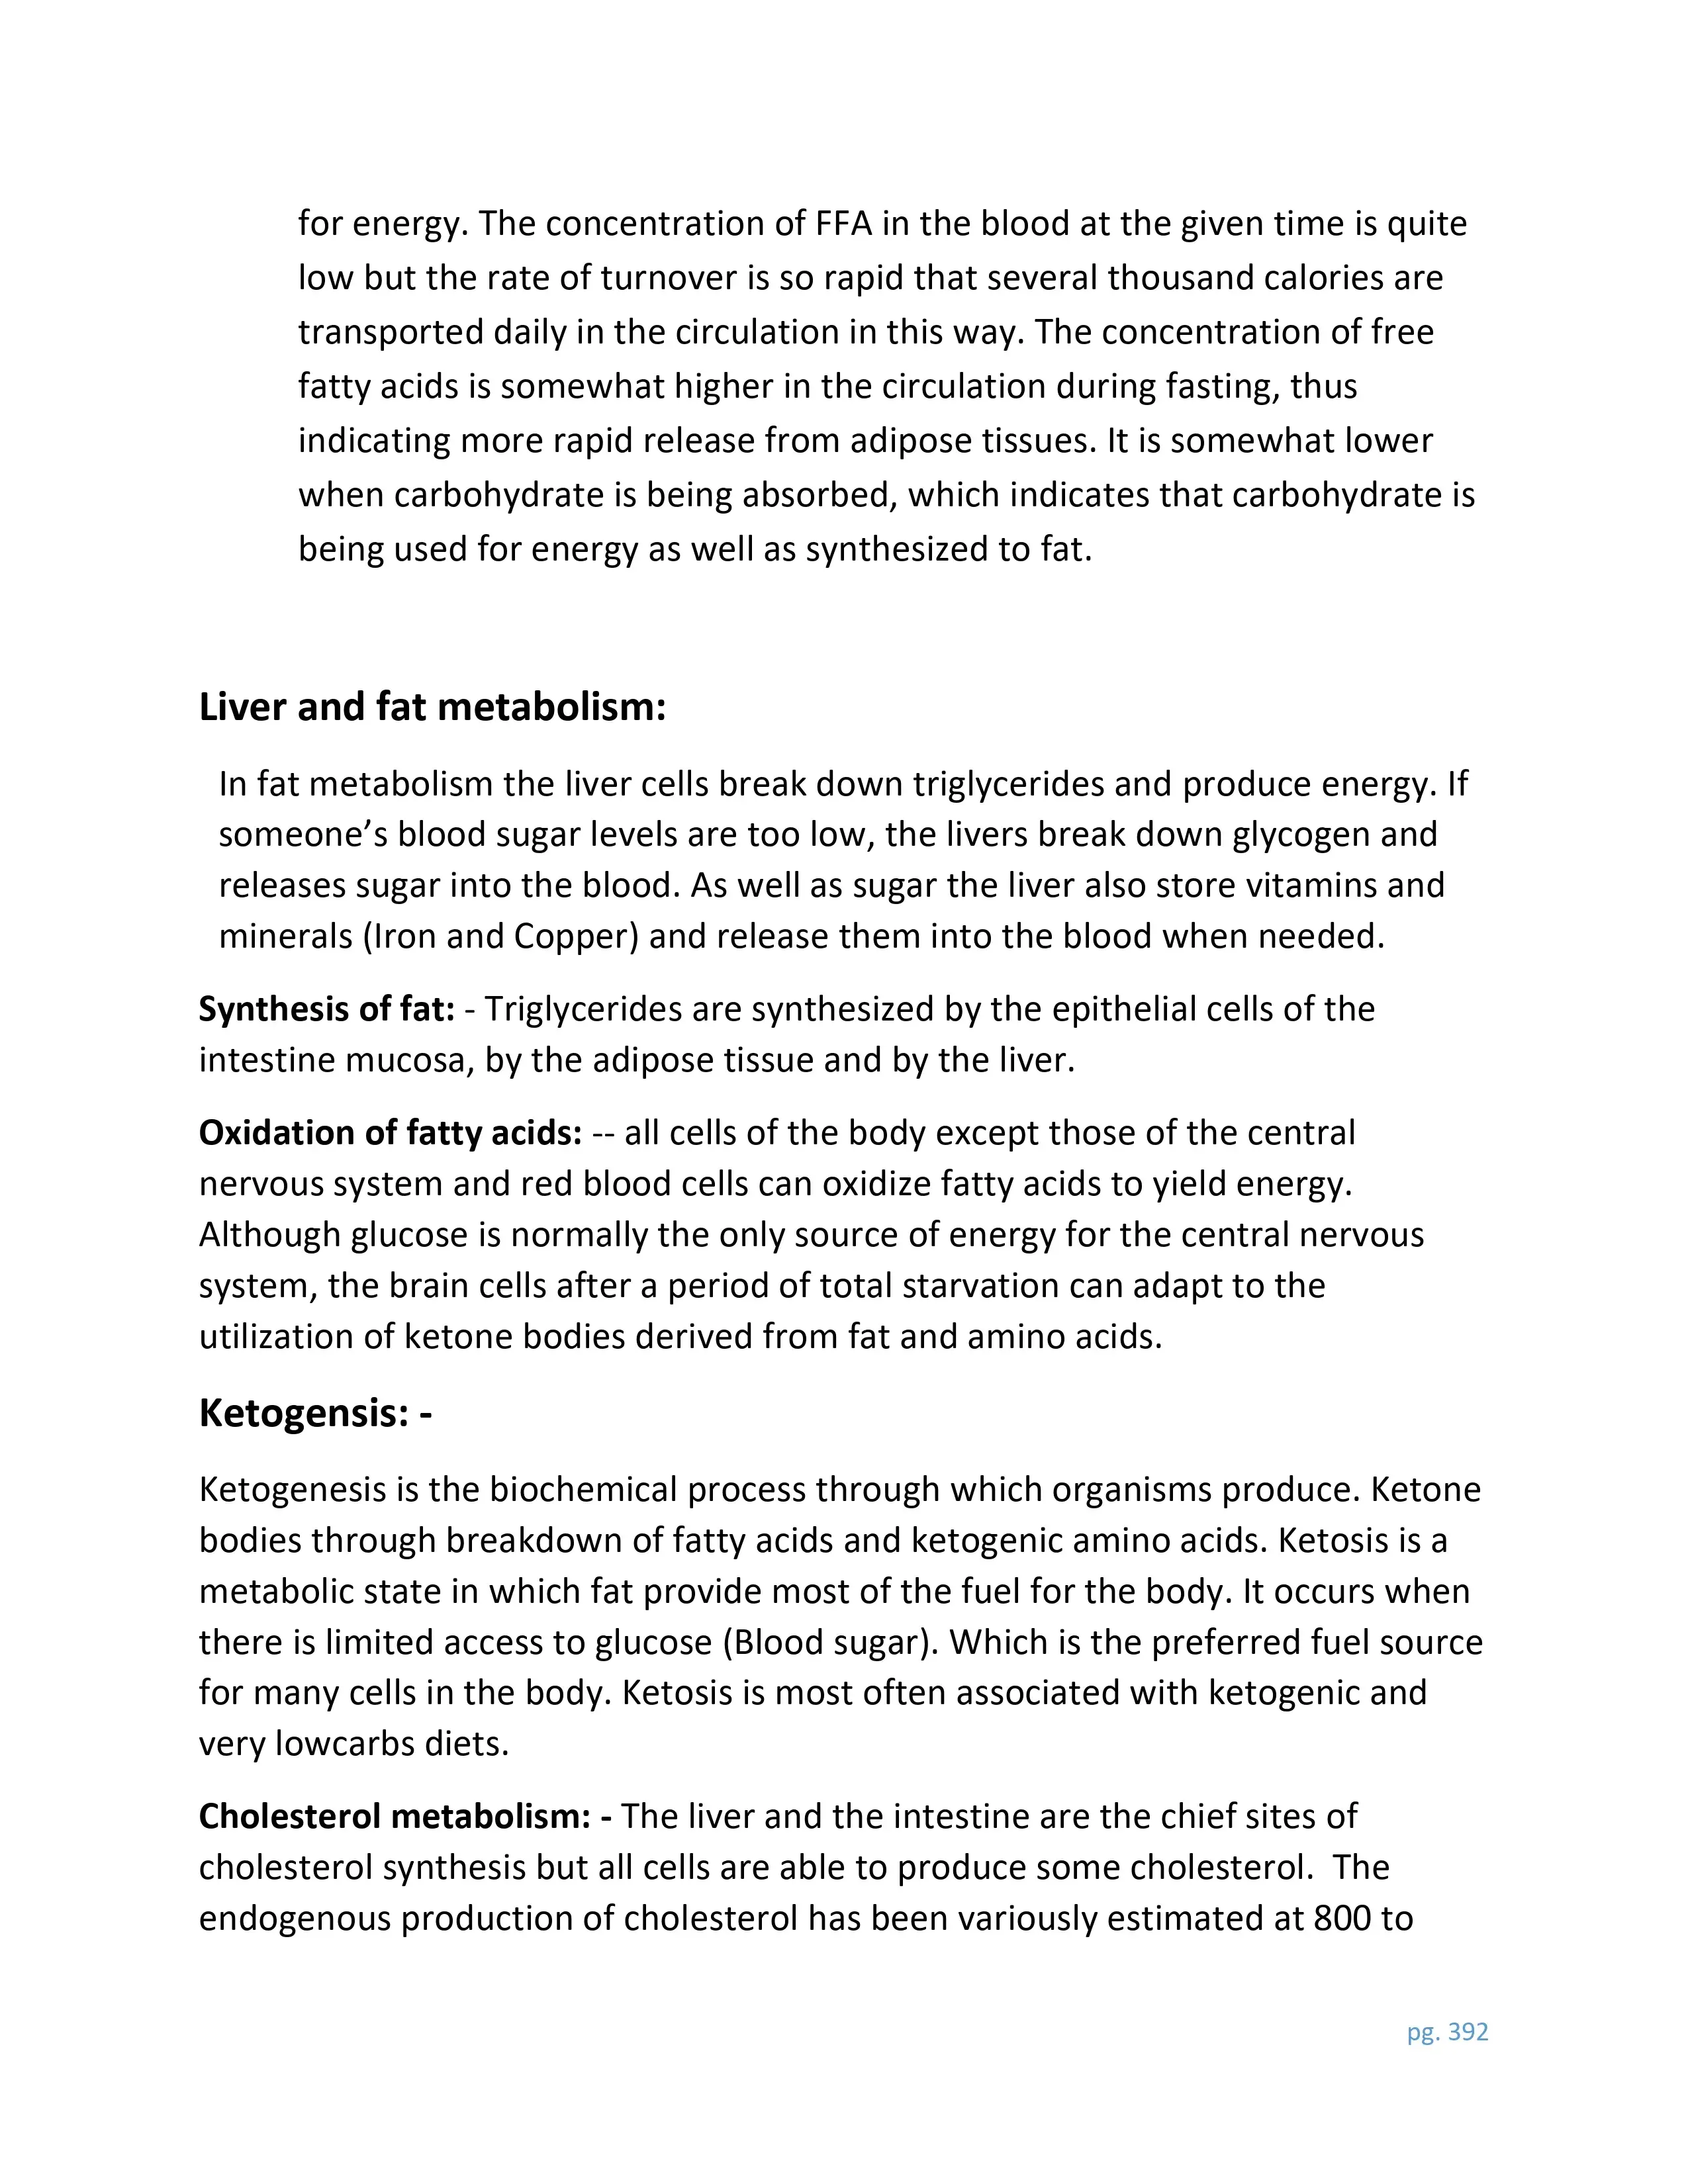 for energy. The concentration of FFA in the blood at the given time is quite
low but the rate of turnover is so rapid that several thousand calories are
transported daily in the circulation in this way. The concentration of free
fatty acids is somewhat higher in the circulation during fasting, thus
indicating more rapid release from adipose tissues. It is somewhat lower
when carbohydrate is being absorbed, which indicates that carbohydrate is
being used for energy as well as synthesized to fat.
Liver and fat metabolism:
In fat metabolism the liver cells break down triglycerides and produce energy. If
someone’s blood sugar levels are too low, the livers break down glycogen and
releases sugar into the blood. As well as sugar the liver also store vitamins and
minerals (Iron and Copper) and release them into the blood when needed.
Synthesis of fat: - Triglycerides are synthesized by the epithelial cells of the
intestine mucosa, by the adipose tissue and by the liver.
Oxidation of fatty acids: -- all cells of the body except those of the central
nervous system and red blood cells can oxidize fatty acids to yield energy.
Although glucose is normally the only source of energy for the central nervous
system, the brain cells after a period of total starvation can adapt to the
utilization of ketone bodies derived from fat and amino acids.
Ketogensis: -
Ketogenesis is the biochemical process through which organisms produce. Ketone
bodies through breakdown of fatty acids and ketogenic amino acids. Ketosis is a
metabolic state in which fat provide most of the fuel for the body. It occurs when
there is limited access to glucose (Blood sugar). Which is the preferred fuel source
for many cells in the body. Ketosis is most often associated with ketogenic and
very lowcarbs diets.
Cholesterol metabolism: - The liver and the intestine are the chief sites of
cholesterol synthesis but all cells are able to produce some cholesterol.  The
endogenous production of cholesterol has been variously estimated at 800 to
pg. 392